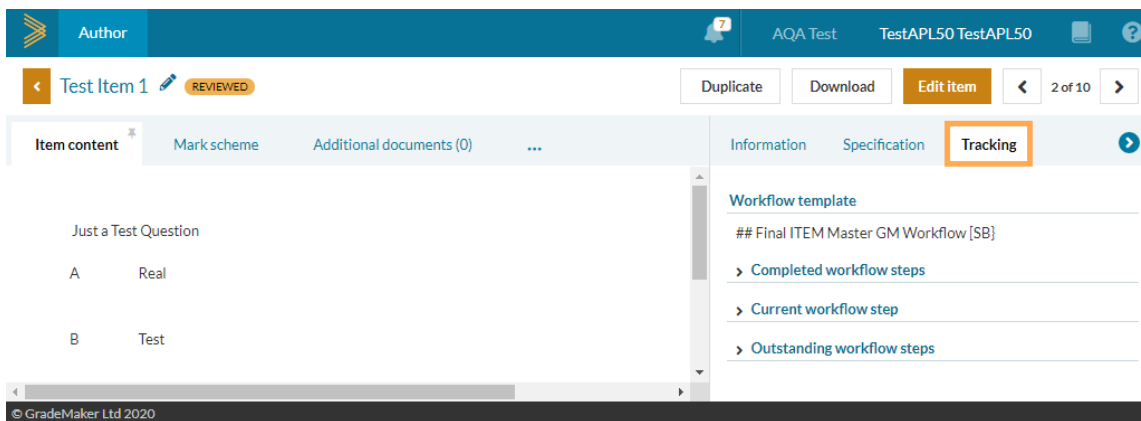 Author 7 AQA Test TestAPL50 TestAPL50 ?
Test Item 1 REVIEWED Duplicate Download Edit item 2 of 10
Item content Mark scheme Additional documents (0) ... Information Specification Tracking
Workflow template
Just a Test Question ## Final ITEM Master GM Workflow [SB}
A Real Completed workflow steps
Current workflow step
B Test Outstanding workflow steps
© GradeMaker Ltd 2020